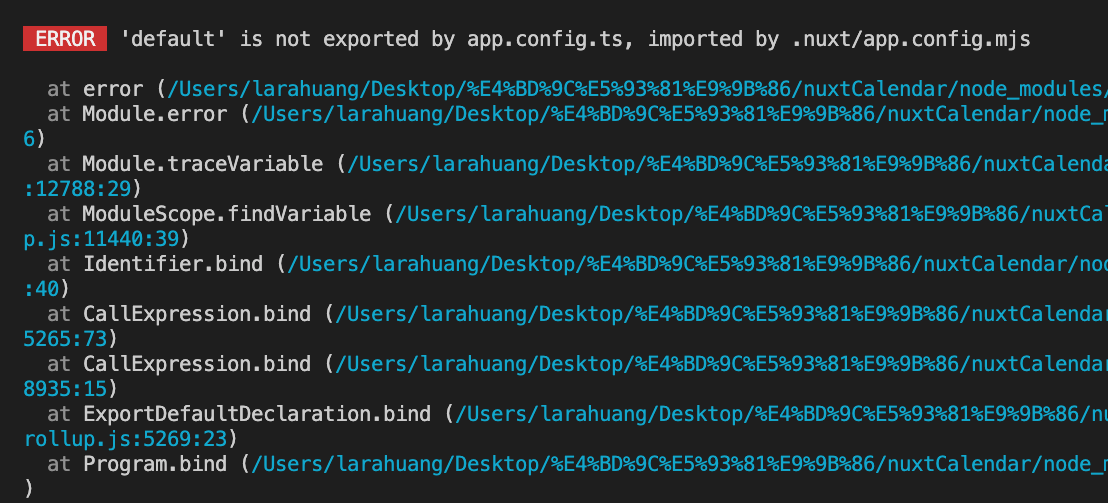 ERROR 'default' is not exported by app.config.ts, imported by .nuxt/app.config.mjs
at error (/Users/larahuang/Desktop/%E4%BD%9C%E5%93%81%E9%9B%86/nuxtCalendar/node_modules/
at Module.error (/Users/larahuang/Desktop/%E4%BD%9C%E5%93%81%E9%9B%86/nuxtCalendar/node_m
6)
at Module.traceVariable (/Users/larahuang/Desktop/%E4%BD%9C%E5%93%81%E9%9B%86/nuxtCalenda
:12788:29)
at ModuleScope.findVariable (/Users/larahuang/Desktop/%E4%BD%9C%E5%93%81%E9%9B%86/nuxtCal
p.js:11440:39)
at Identifier.bind (/Users/larahuang/Desktop/%E4%BD%9C%E5%93%81%E9%9B%86/nuxtCalendar/nod
:40)
at CallExpression.bind (/Users/larahuang/Desktop/%E4%BD%9C%E5%93%81%E9%9B%86/nuxtCalendar
5265:73)
at CallExpression.bind (/Users/larahuang/Desktop/%E4%BD%9C%E5%93%81%E9%9B%86/nuxtCalendar
8935:15)
at ExportDefaultDeclaration.bind (/Users/larahuang/Desktop/%E4%BD%9C%E5%93%81%E9%9B%86/nu
rollup.js:5269:23)
at Program.bind (/Users/larahuang/Desktop/%E4%BD%9C%E5%93%81%E9%9B%86/nuxtCalendar/node_m
)